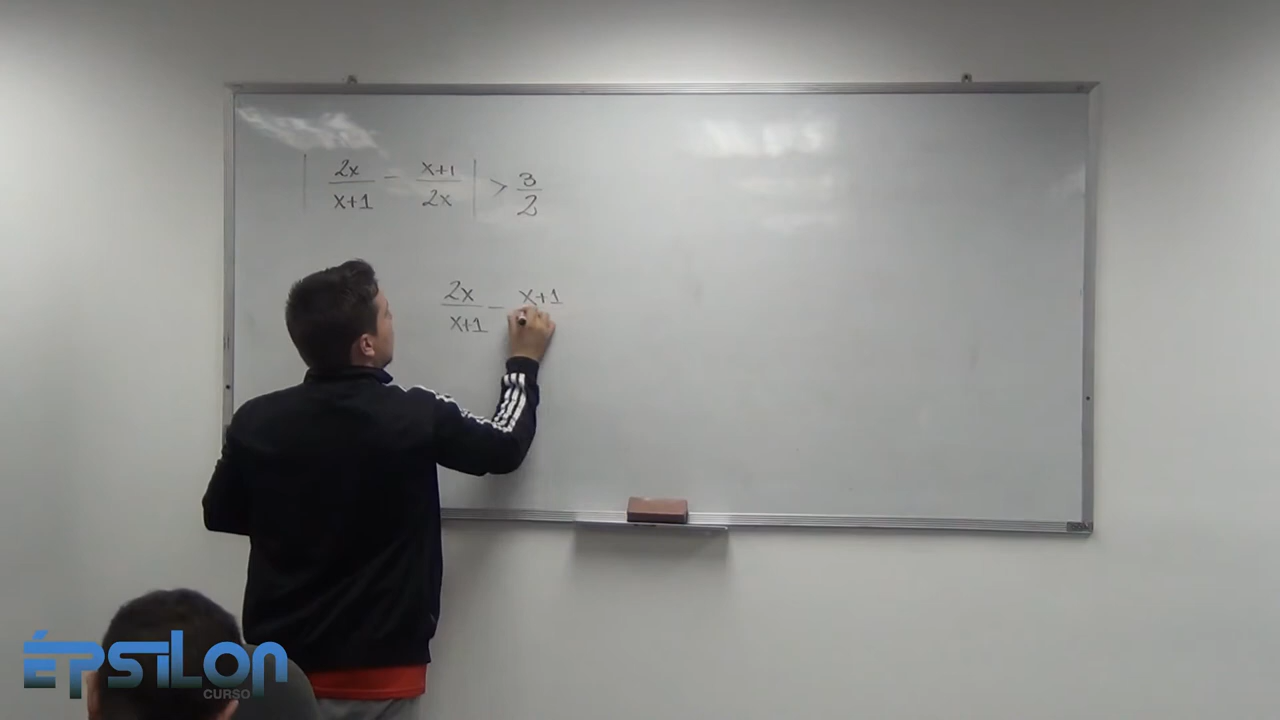 | 2x/x+1 - x+1/2x | > 3/2
2x/x+1 - x+1
ÉPSILON
CURSO